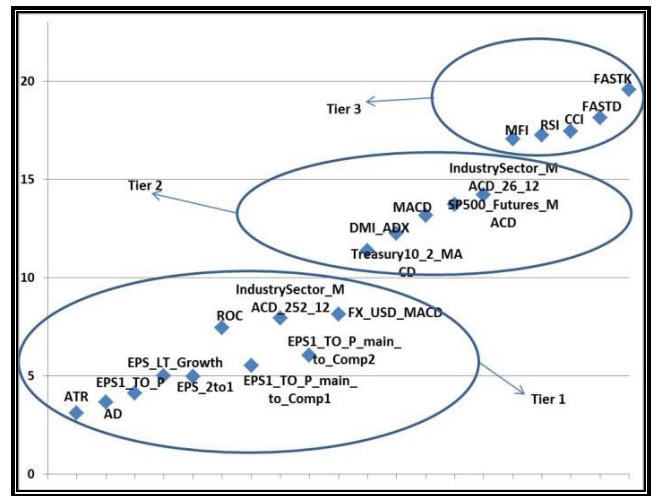 20
15
10
5
0
FASTK
FASTD
CCI
RSI
MFI
Tier 3
IndustrySector_M
ACD_26_12
SP500_Futures_M
ACD
Tier 2
MACD
DMI_ADX
Treasury10_2_MA
CD
IndustrySector_M
ACD_252_12
ROC
FX_USD_MACD
EPS1_TO_P_main_
to_Comp2
EPS_LT_Growth
EPS1_TO_P
EPS_2to1
EPS1_TO_P_main_
to_Comp1
ATR
AD
Tier 1